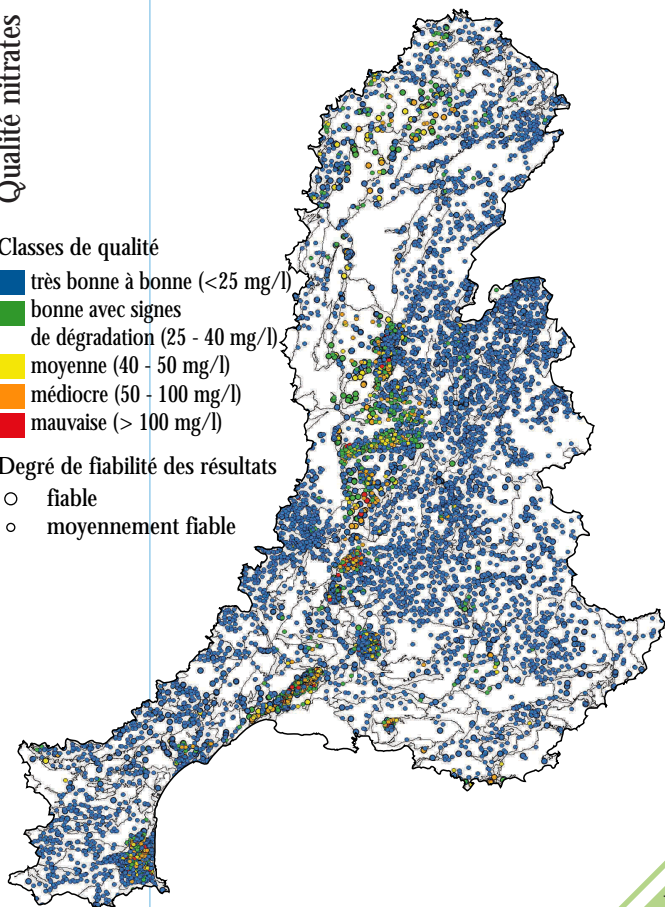 Qualité nitrates
Classes de qualité
très bonne à bonne (<25 mg/l)
bonne avec signes
de dégradation (25 - 40 mg/l)
moyenne (40 - 50 mg/l)
médiocre (50 - 100 mg/l)
mauvaise (> 100 mg/l)
Degré de fiabilité des résultats
fiable
moyennement fiable